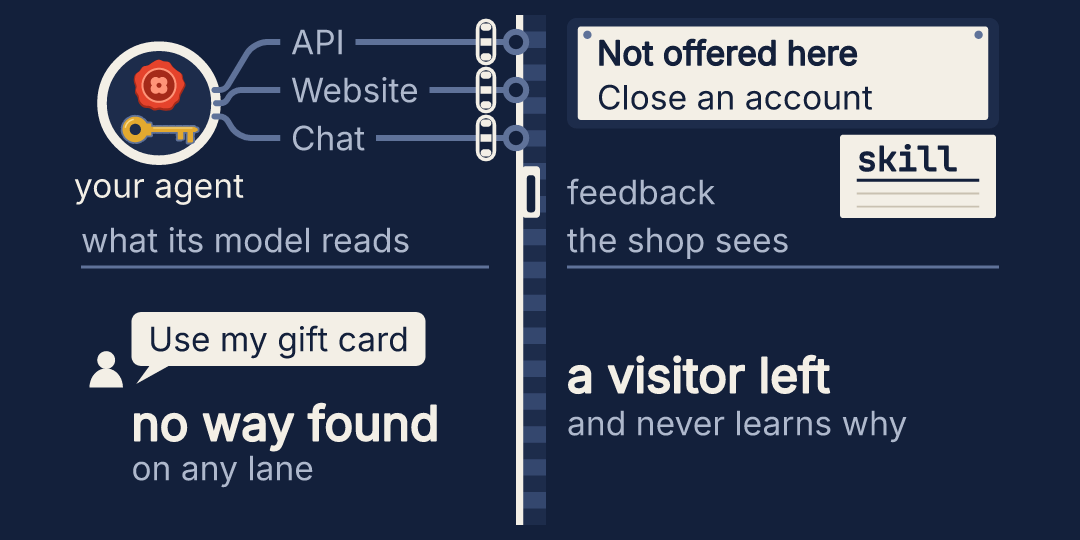 API
Website
Chat
your agent
what its model reads
Use my gift card
no way found
on any lane
Not offered here
Close an account
skill
feedback
the shop sees
a visitor left
and never learns why